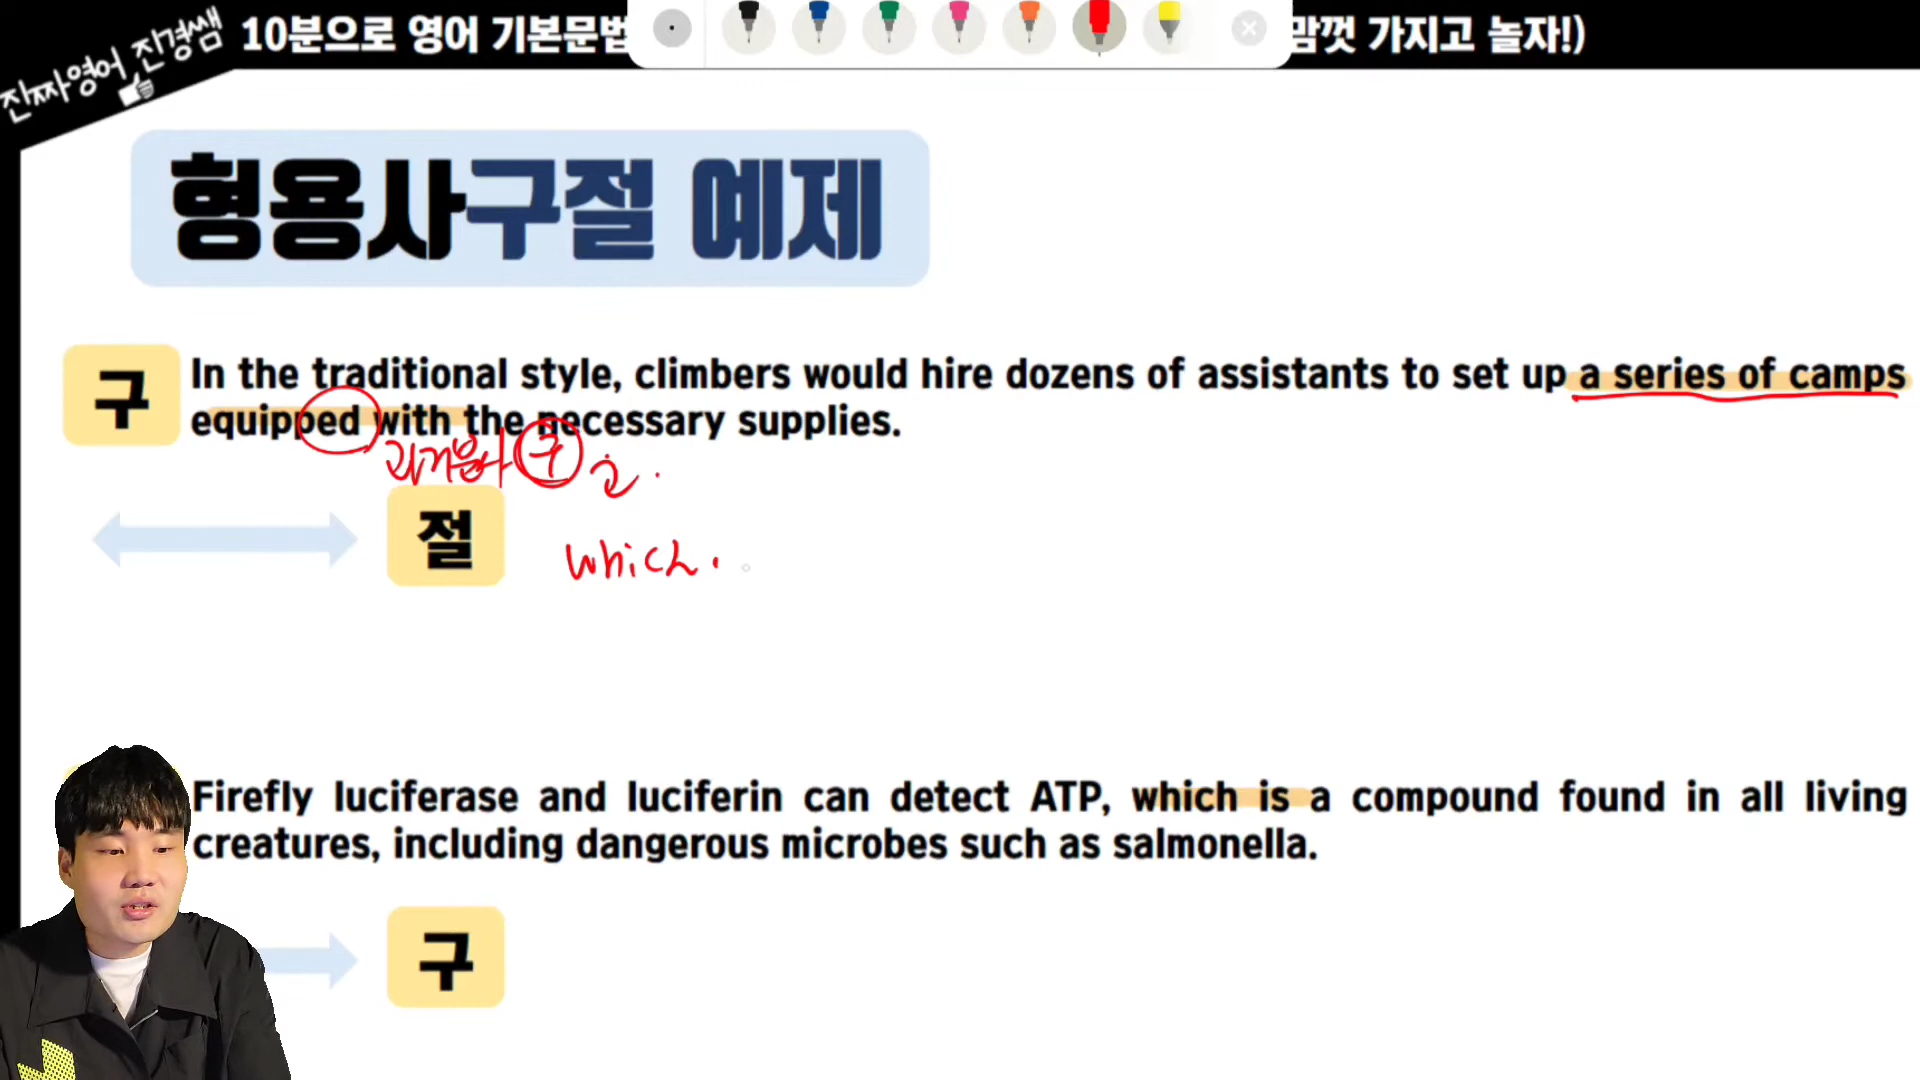 진짜영어 진경쌤
10분으로 영어 기본문법
맘껏 가지고 놀자!)
형용사구절 예제
구
In the traditional style, climbers would hire dozens of assistants to set up a series of camps
equipped with the necessary supplies.
과거분사 구
절
which
Firefly luciferase and luciferin can detect ATP, which is a compound found in all living
creatures, including dangerous microbes such as salmonella.
구